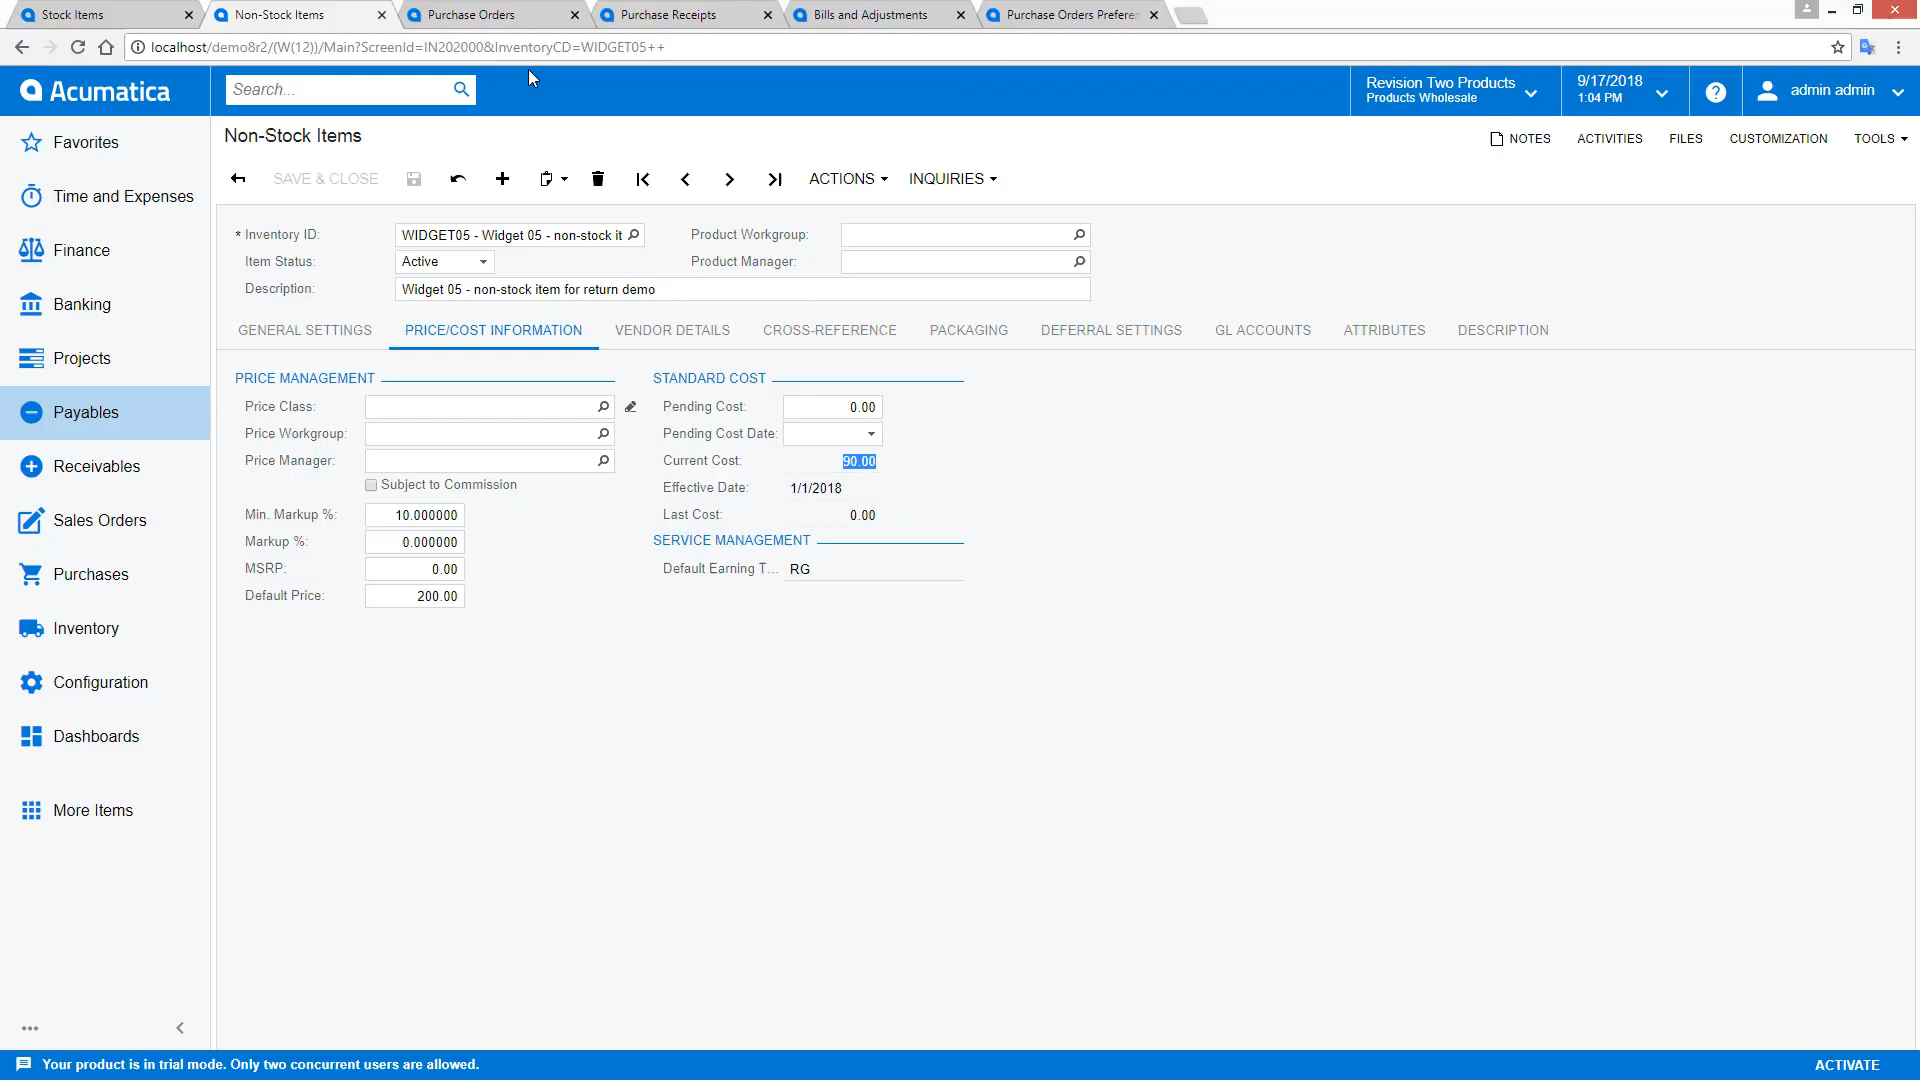 Stock Items
Non-Stock Items
Purchase Orders
Purchase Receipts
Bills and Adjustments
Purchase Orders Preferen
localhost/demo8r2/(W(12))/Main?ScreenId=IN202000&InventoryCD=WIDGET05++
Acumatica
Search...
Revision Two Products
Products Wholesale
9/17/2018
1:04 PM
?
admin admin
Favorites
Time and Expenses
Finance
Banking
Projects
Payables
Receivables
Sales Orders
Purchases
Inventory
Configuration
Dashboards
More Items
Non-Stock Items
NOTES
ACTIVITIES
FILES
CUSTOMIZATION
TOOLS
SAVE & CLOSE
ACTIONS
INQUIRIES
* Inventory ID: WIDGET05 - Widget 05 - non-stock it
Product Workgroup:
Item Status: Active
Product Manager:
Description: Widget 05 - non-stock item for return demo
GENERAL SETTINGS
PRICE/COST INFORMATION
VENDOR DETAILS
CROSS-REFERENCE
PACKAGING
DEFERRAL SETTINGS
GL ACCOUNTS
ATTRIBUTES
DESCRIPTION
PRICE MANAGEMENT
Price Class:
Price Workgroup:
Price Manager:
Subject to Commission
Min. Markup %: 10.000000
Markup %: 0.000000
MSRP: 0.00
Default Price: 200.00
STANDARD COST
Pending Cost: 0.00
Pending Cost Date:
Current Cost: 90.00
Effective Date: 1/1/2018
Last Cost: 0.00
SERVICE MANAGEMENT
Default Earning T... RG
Your product is in trial mode. Only two concurrent users are allowed.
ACTIVATE